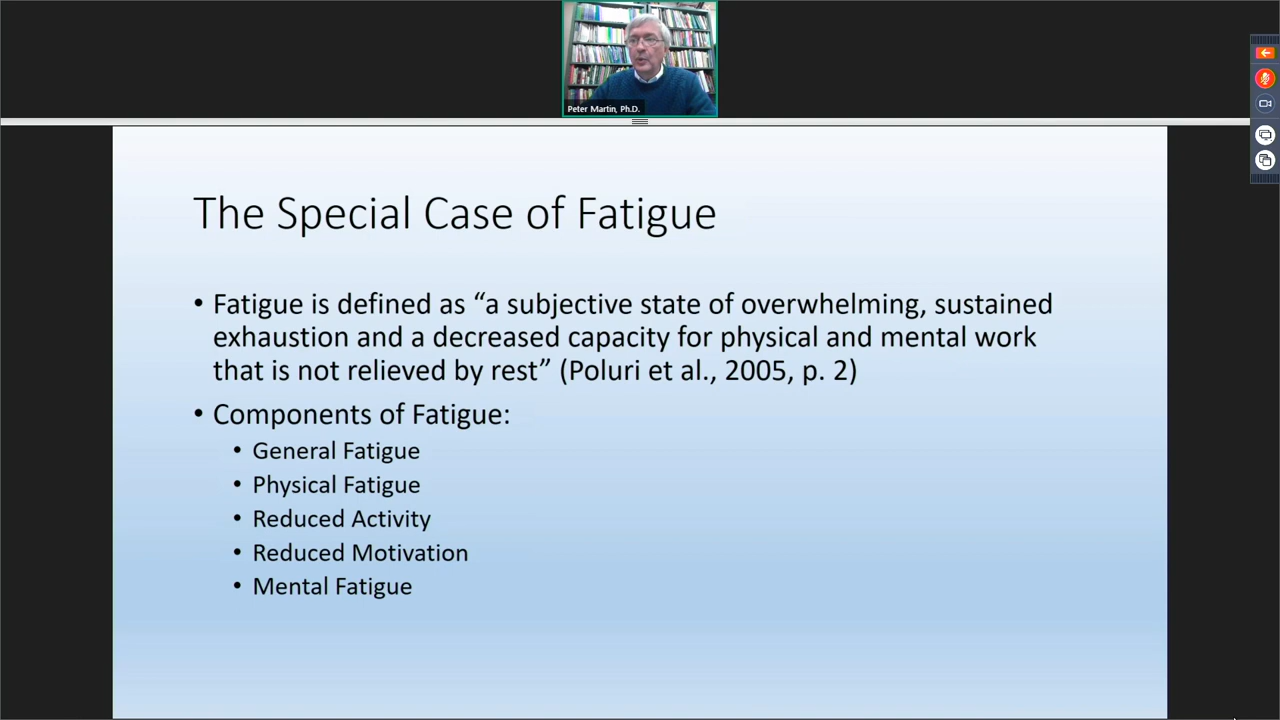 Peter Martin, Ph.D.
The Special Case of Fatigue
• Fatigue is defined as “a subjective state of overwhelming, sustained
exhaustion and a decreased capacity for physical and mental work
that is not relieved by rest” (Poluri et al., 2005, p. 2)
• Components of Fatigue:
• General Fatigue
• Physical Fatigue
• Reduced Activity
• Reduced Motivation
• Mental Fatigue